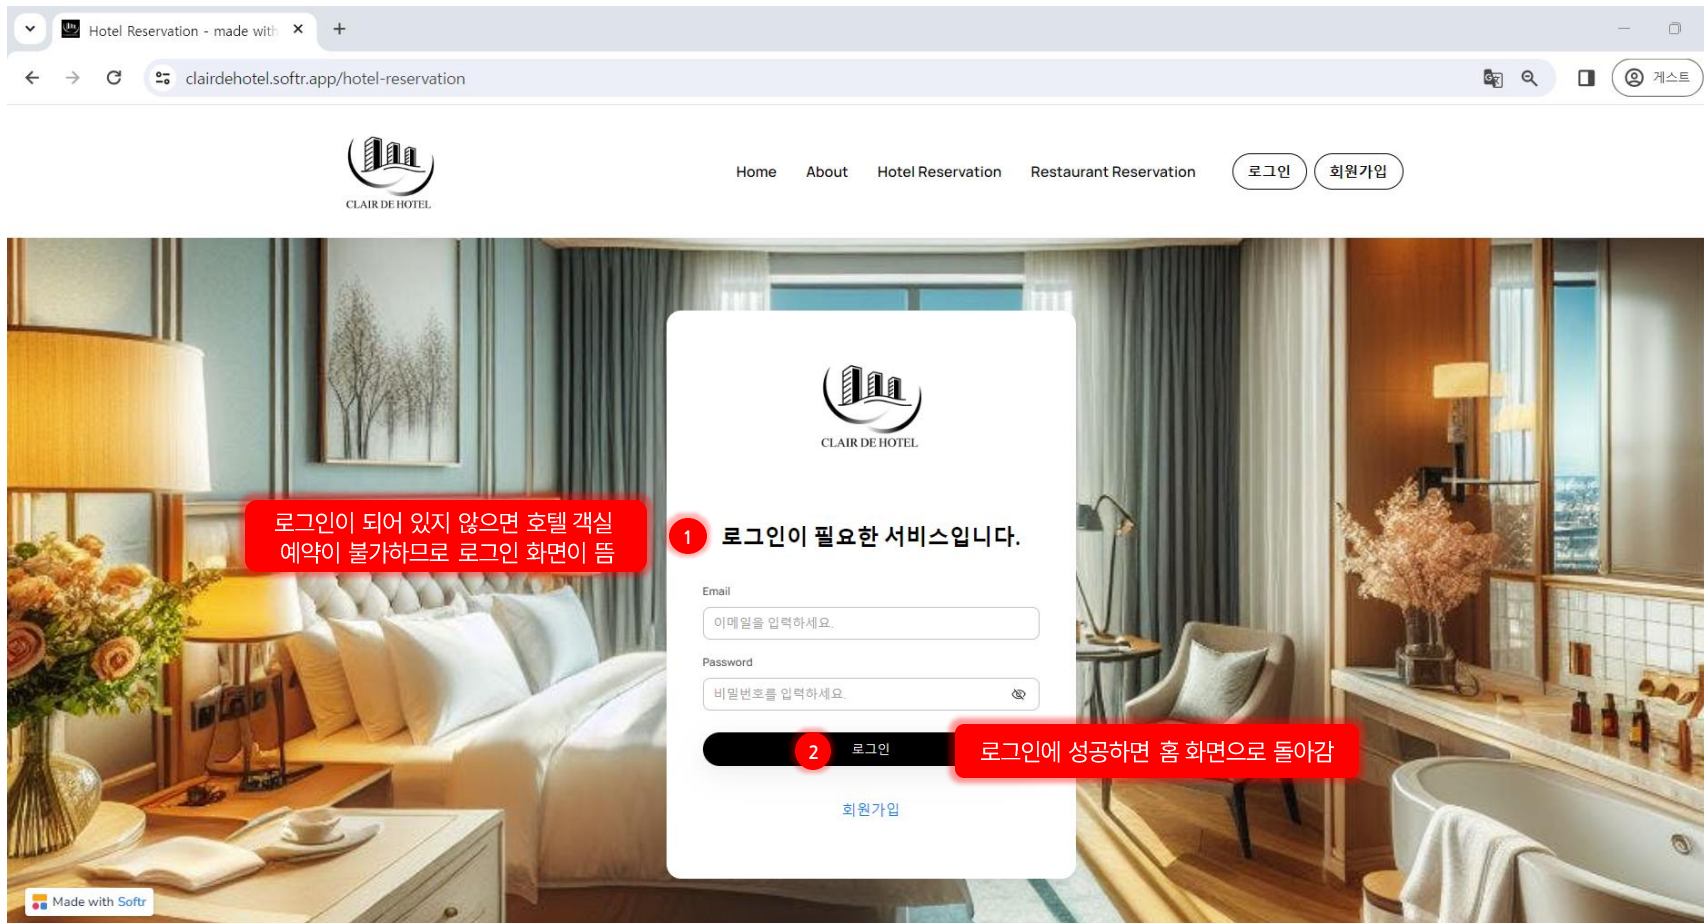 Hotel Reservation - made with
clairdehotel.softr.app/hotel-reservation
게스트
CLAIR DE HOTEL
Home
About
Hotel Reservation
Restaurant Reservation
로그인
회원가입
CLAIR DE HOTEL
로그인이 되어 있지 않으면 호텔 객실
예약이 불가하므로 로그인 화면이 뜸
1
로그인이 필요한 서비스입니다.
Email
이메일을 입력하세요.
Password
비밀번호를 입력하세요.
2
로그인
로그인에 성공하면 홈 화면으로 돌아감
회원가입
Made with Softr